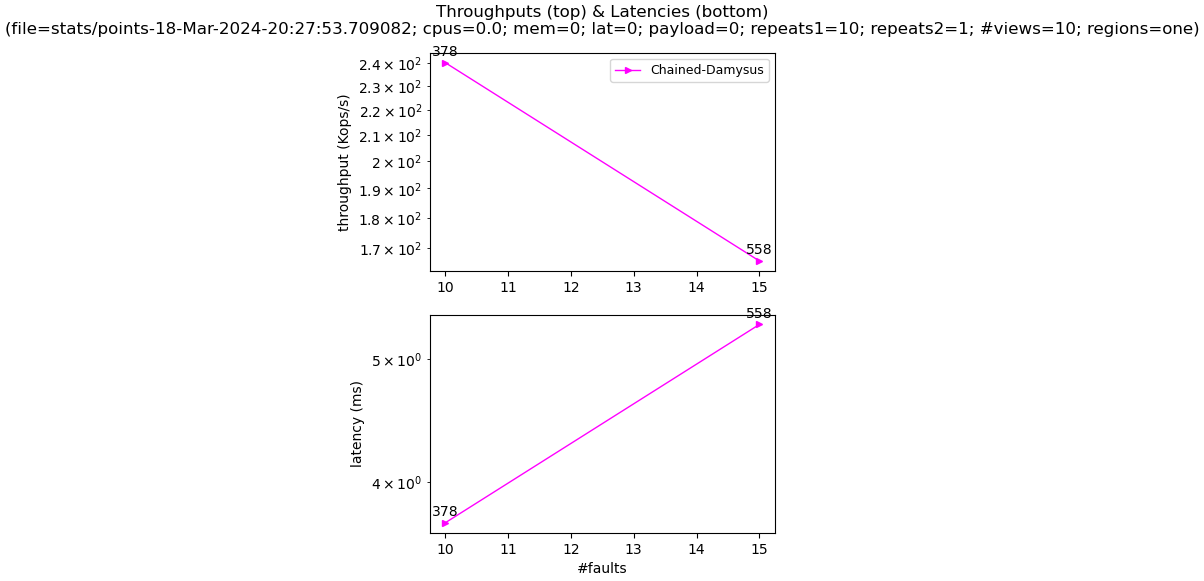 Throughputs (top) & Latencies (bottom)
(file=stats/points-18-Mar-2024-20:27:53.709082; cpus=0.0; mem=0; lat=0; payload=0; repeats1=10; repeats2=1; #views=10; regions=one)
378
Chained-Damysus
2.4 × 10²
2.3 × 10²
2.2 × 10²
2.1 × 10²
2 × 10²
1.9 × 10²
1.8 × 10²
1.7 × 10²
throughput (Kops/s)
558
10 11 12 13 14 15
558
5 × 10⁰
4 × 10⁰
latency (ms)
378
10 11 12 13 14 15
#faults